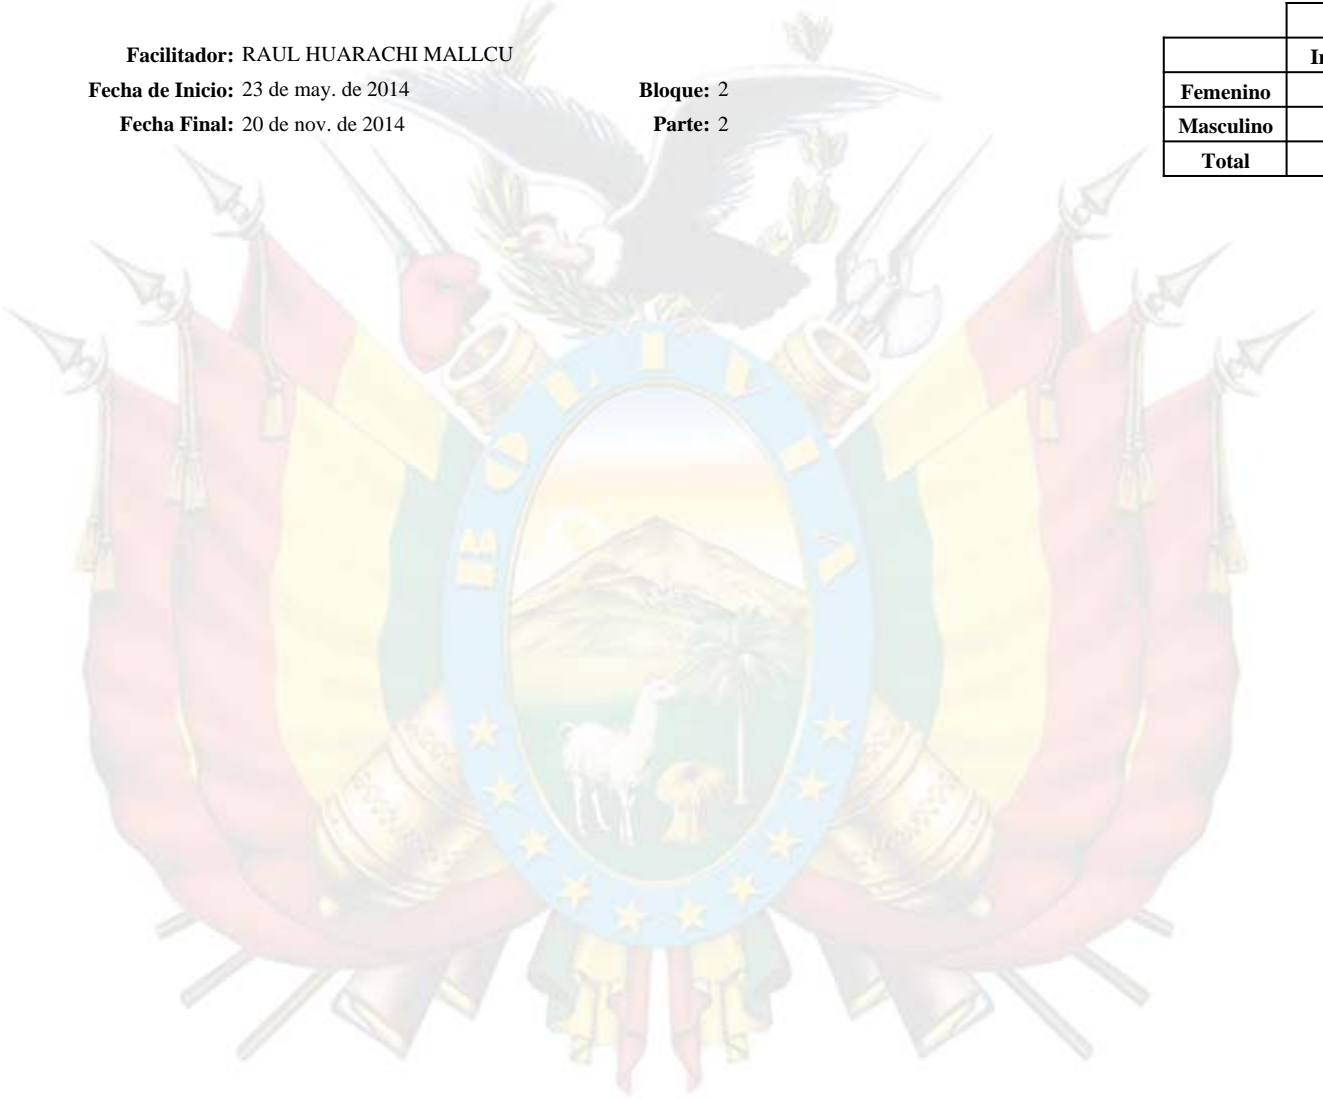 Facilitador: RAUL HUARACHI MALLCU
Fecha de Inicio: 23 de may. de 2014 Bloque: 2
Fecha Final: 20 de nov. de 2014 Parte: 2
Femenino
Masculino
Total
BOLIVIA